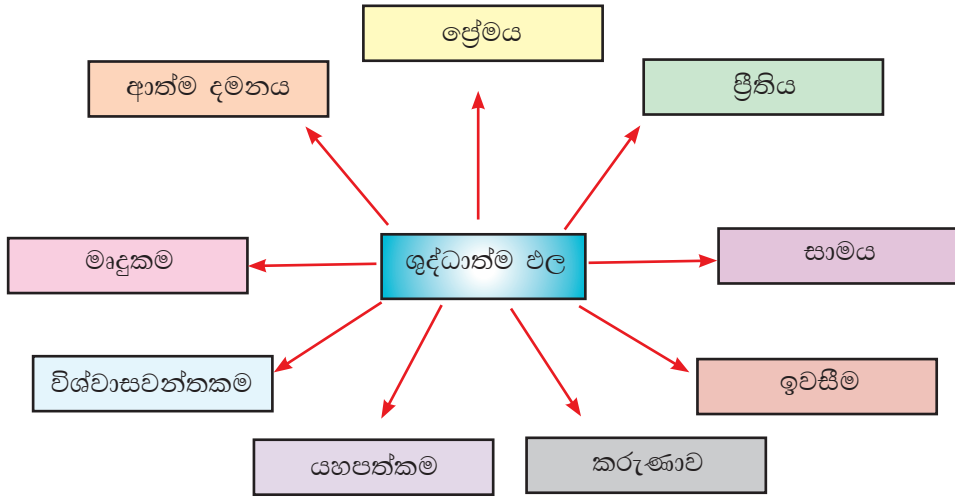 ප්‍රේමය
ආත්ම දමනය
ප්‍රීතිය
මෘදුකම
ශුද්ධාත්ම ඵල
සාමය
විශ්වාසවන්තකම
ඉවසීම
යහපත්කම
කරුණාව